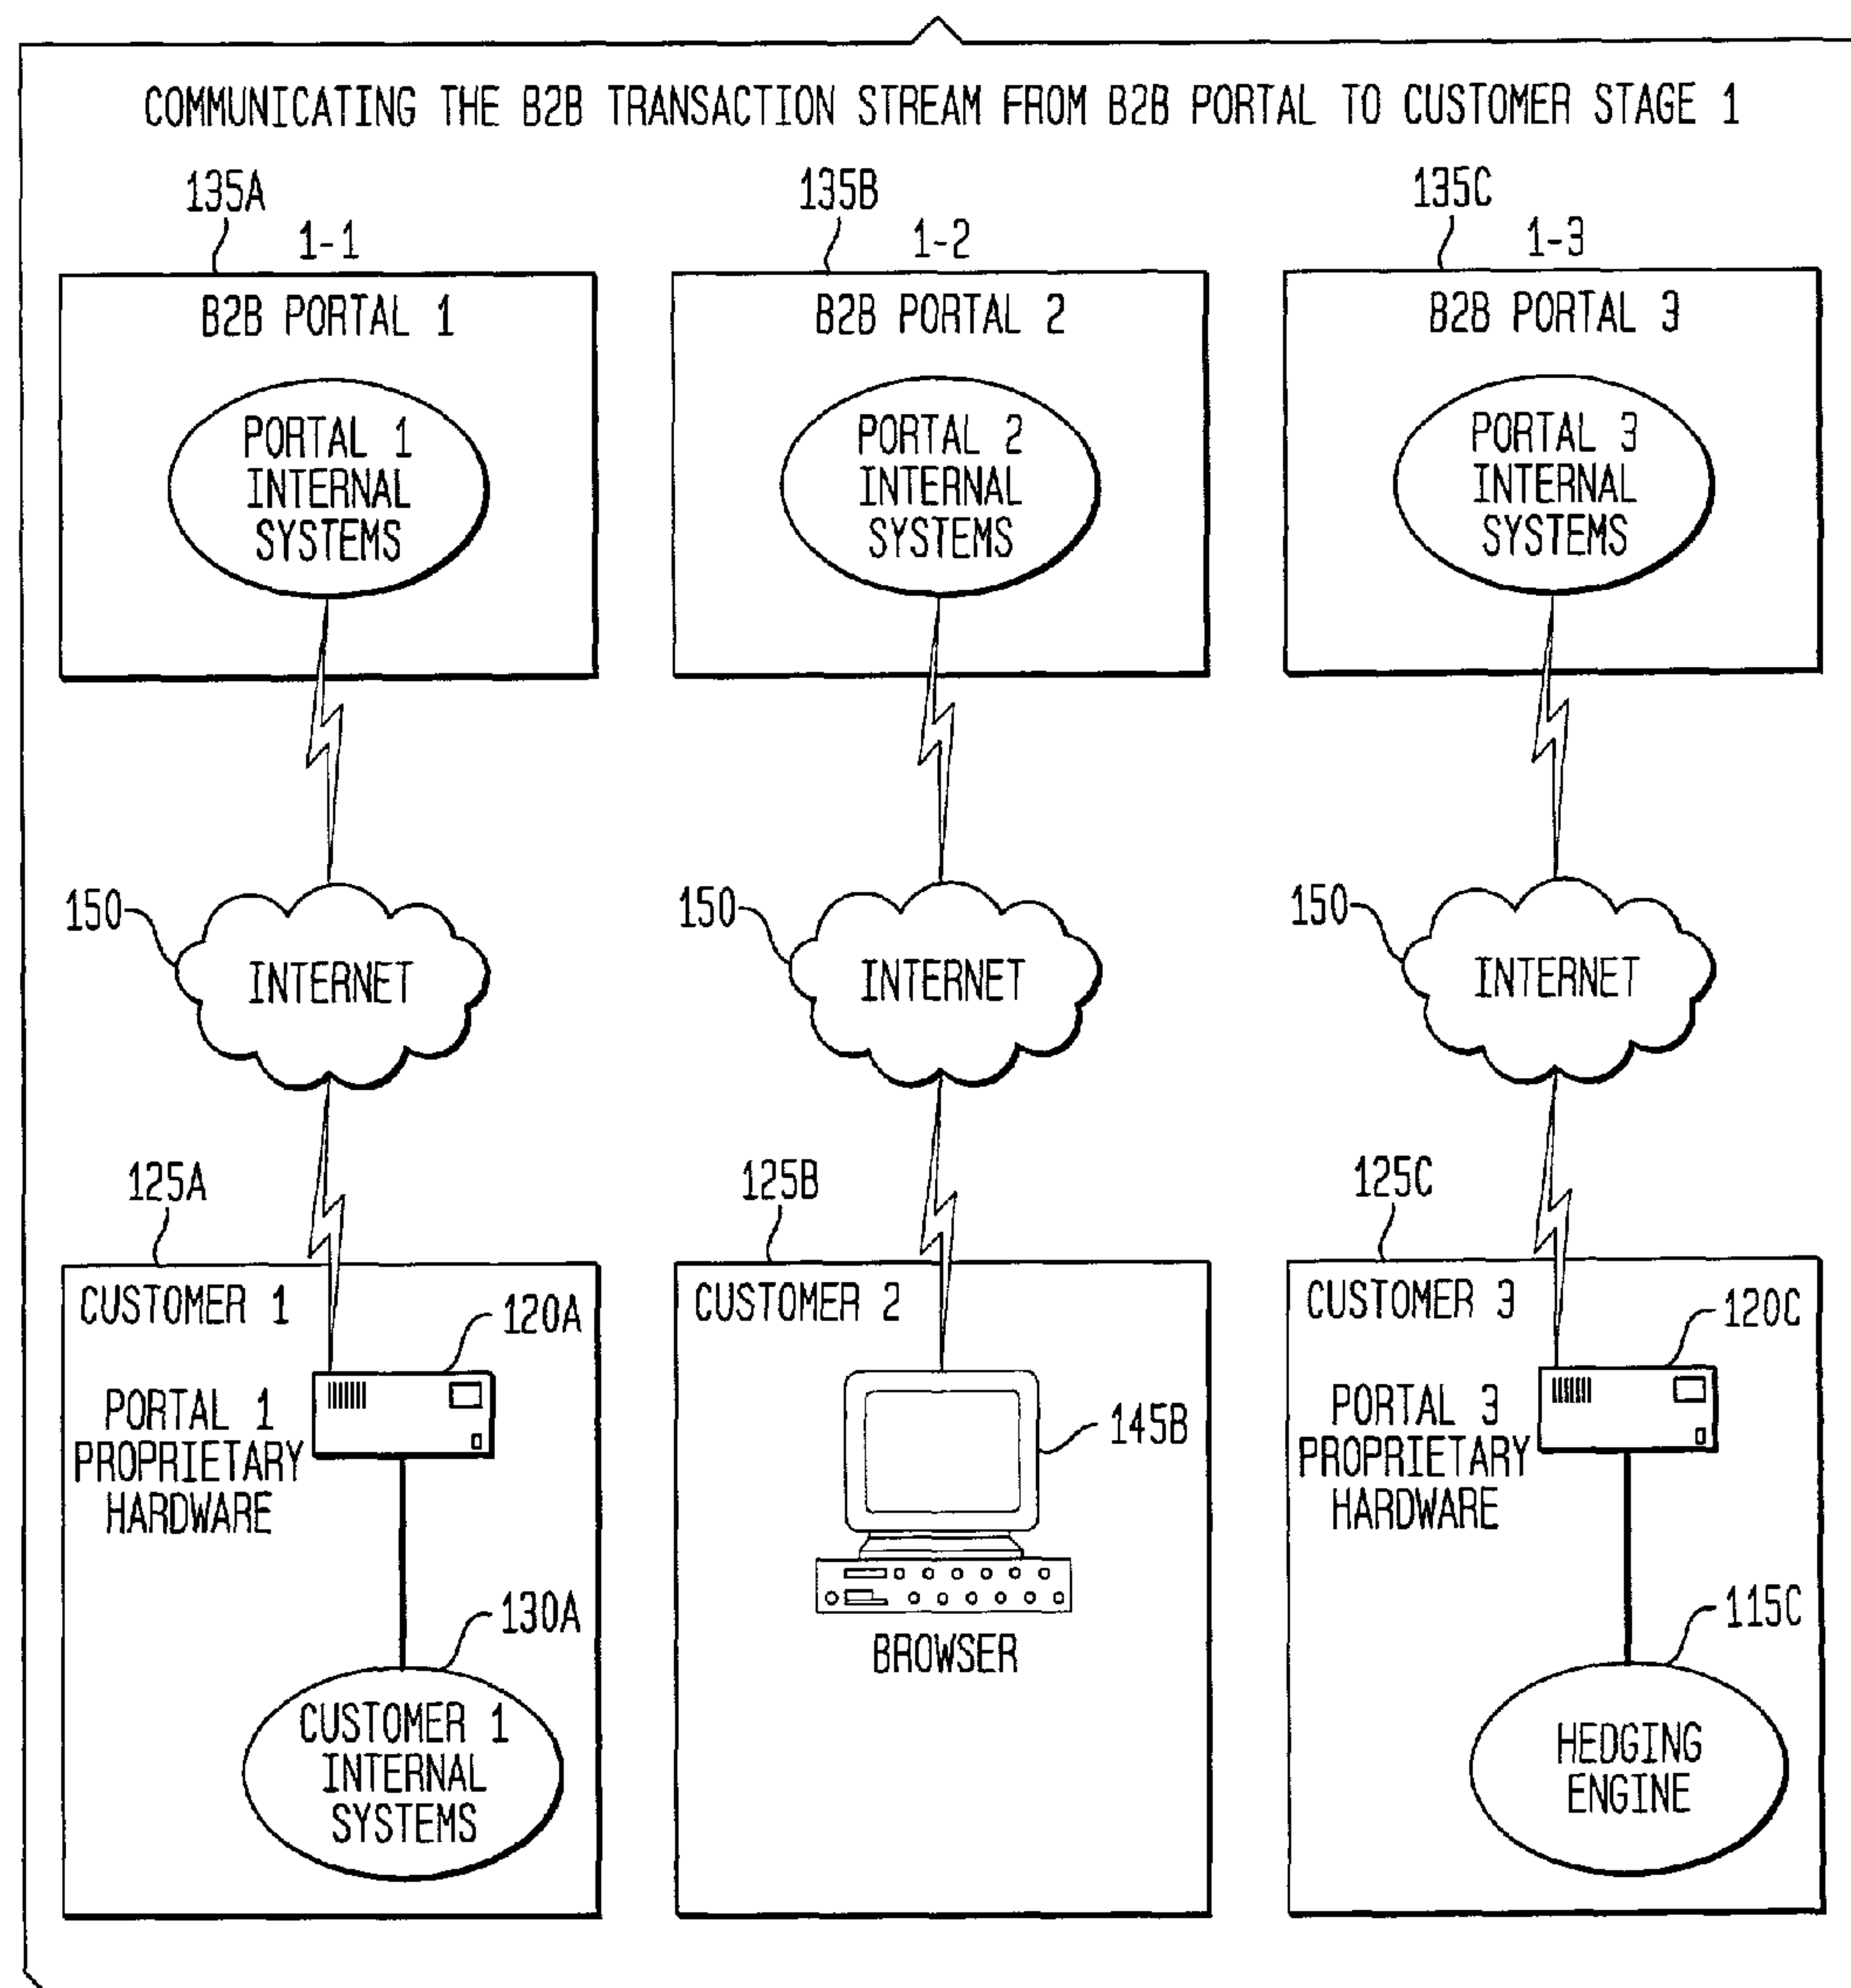 COMMUNICATING THE B2B TRANSACTION STREAM FROM B2B PORTAL TO CUSTOMER STAGE 1
135A
135B
135C
1-1
1-2
1-3
B2B PORTAL 1
B2B PORTAL 2
B2B PORTAL 3
PORTAL 1
INTERNAL
SYSTEMS
PORTAL 2
INTERNAL
SYSTEMS
PORTAL 3
INTERNAL
SYSTEMS
150
INTERNET
150
INTERNET
150
INTERNET
125A
125B
125C
CUSTOMER 1
120A
PORTAL 1
PROPRIETARY
HARDWARE
130A
CUSTOMER 1
INTERNAL
SYSTEMS
CUSTOMER 2
145B
BROWSER
CUSTOMER 3
120C
PORTAL 3
PROPRIETARY
HARDWARE
115C
HEDGING
ENGINE